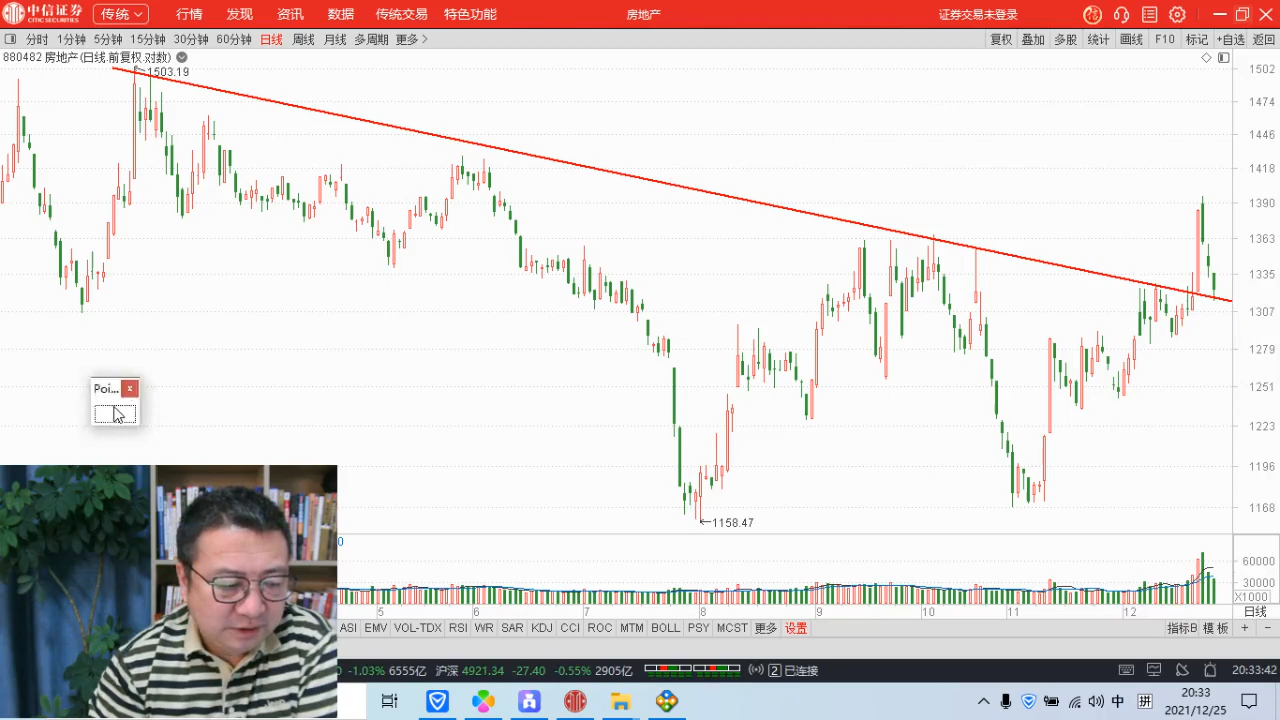 中信证券 CITIC SECURITIES 传统 行情 发现 资讯 数据 传统交易 特色功能 房地产 证券交易未登录
分时 1分钟 5分钟 15分钟 30分钟 60分钟 日线 周线 月线 多周期 更多 复权 叠加 多股 统计 画线 F10 标记 +自选 返回
880482 房地产(日线.前复权.对数)
1503.19
1502
1474
1446
1418
1390
1363
1335
1307
1279
1251
1223
1196
1168
Poi... x
1158.47
0
60000
30000
X1000
5 6 7 8 9 10 11 12 日线
ASI EMV VOL-TDX RSI WR SAR KDJ CCI ROC MTM BOLL PSY MCST 更多 设置 指标B 模板 + -
0 -1.03% 6555亿 沪深 4921.34 -27.40 -0.55% 2905亿 2 已连接 20:33:42
中 拼 20:33
2021/12/25